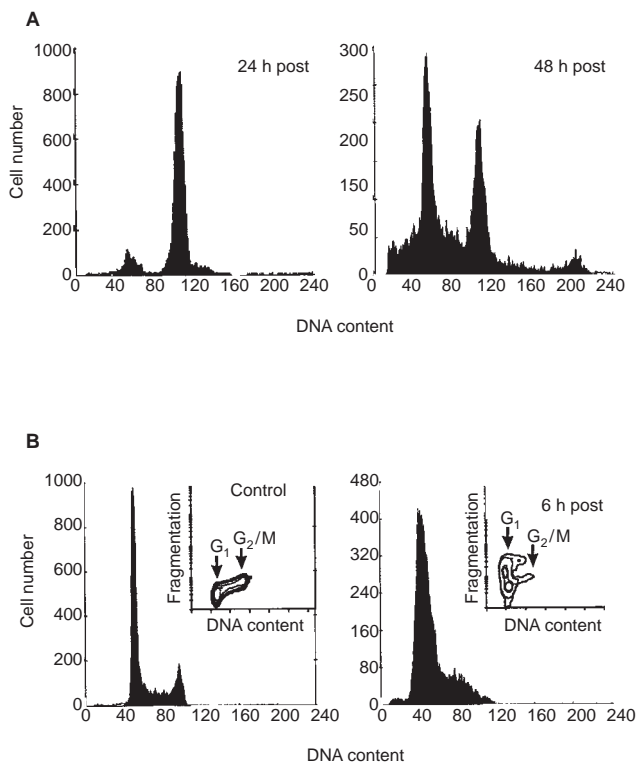 A
1000
800
600
400
200
0
Cell number
24 h post
0 40 80 120 160 200 240
300
250
200
150
50
0
48 h post
0 40 80 120 160 200 240
DNA content
B
1000
800
600
400
200
0
Cell number
Control
Fragmentation
G1
G2/M
DNA content
0 40 80 120 160 200 240
480
400
320
240
160
80
0
6 h post
Fragmentation
G1
G2/M
DNA content
0 40 80 120 160 200 240
DNA content